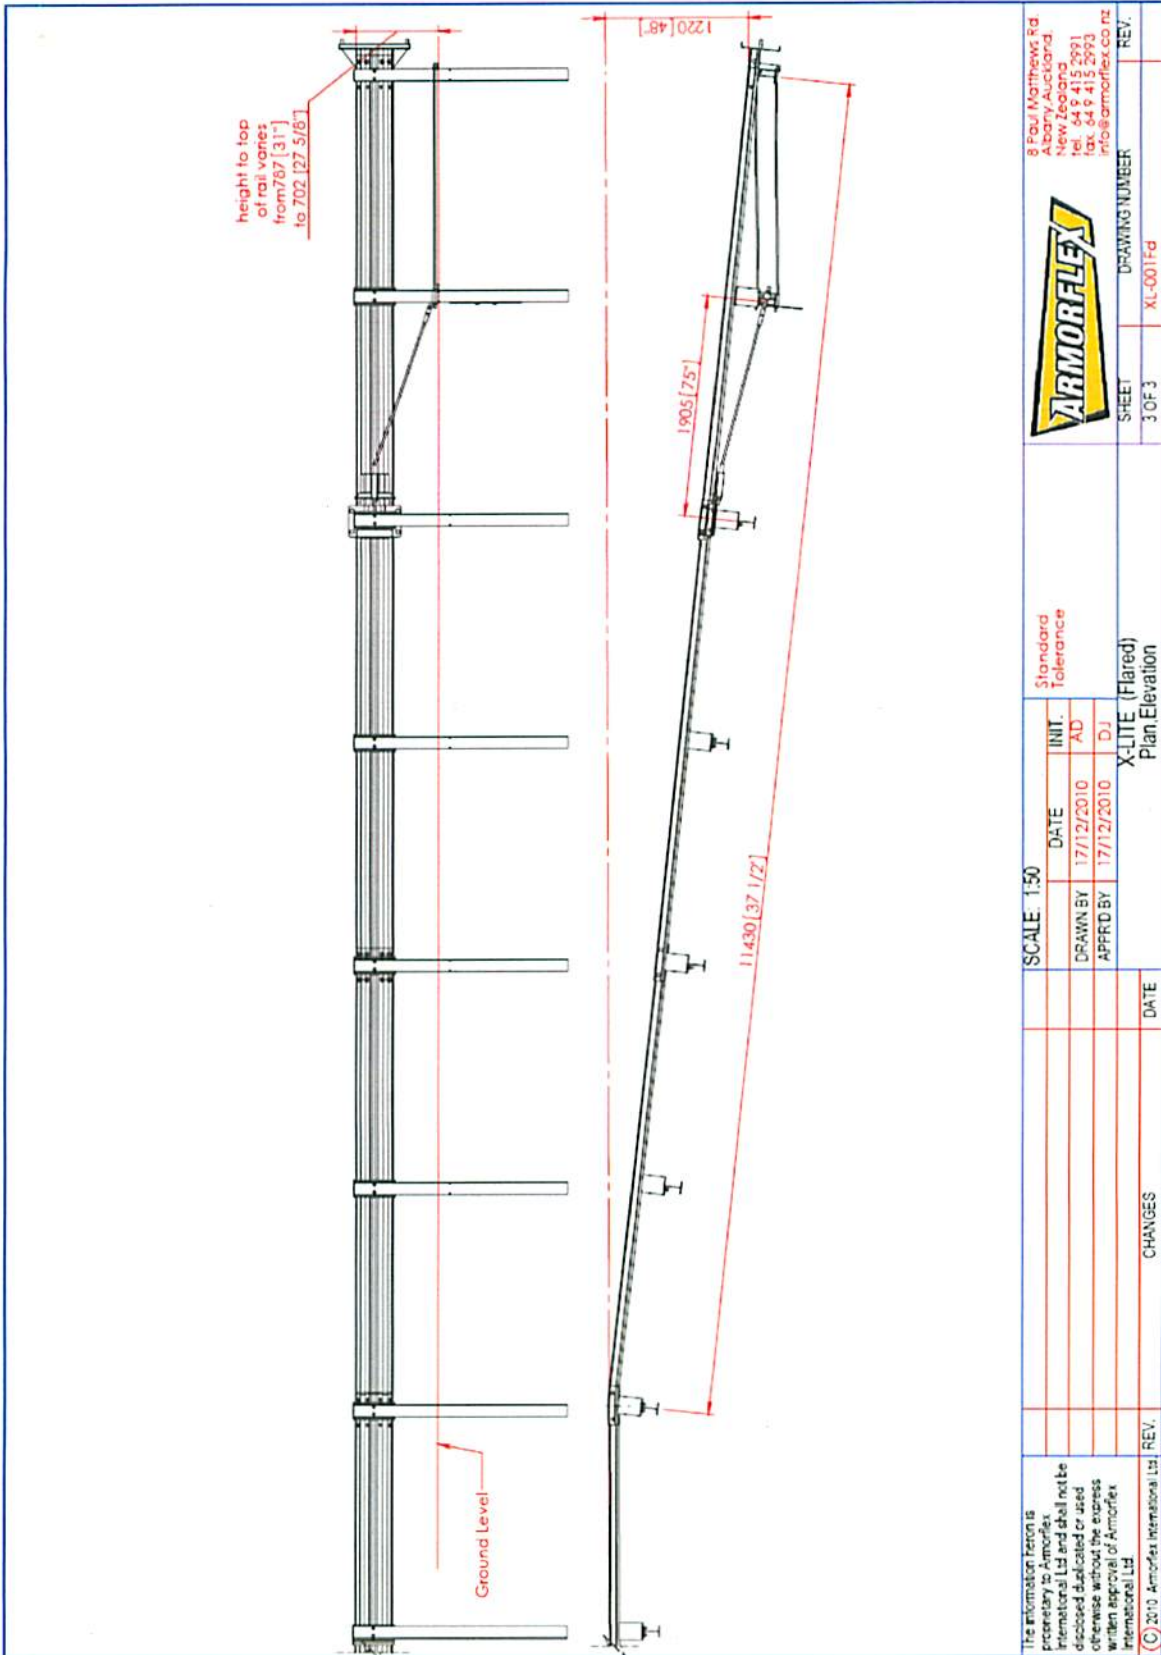 height to top
of rail varies
from787 [31"]
to 702 [27 5/8"]
Ground Level
1220 [48"]
1905 [75"]
11430 [37 1/2']
The information heron is
proprietary to Armorflex
International Ltd and shall not be
disclosed duplicated or used
otherwise without the express
written approval of Armorflex
International Ltd.
© 2010 Armorflex International Ltd.
REV.
CHANGES
DATE
SCALE: 1:50
DATE
INIT.
DRAWN BY
17/12/2010
AD
APPR'D BY
17/12/2010
DJ
Standard
Tolerance
X-LITE (Flared)
Plan,Elevation
ARMORFLEX
8 Paul Matthews Rd.
Albany,Auckland.
New Zealand
tel. 64 9 415 2991
fax. 64 9 415 2993
info@armorflex.co.nz
SHEET
DRAWING NUMBER
REV.
3 OF 3
XL-001Fd